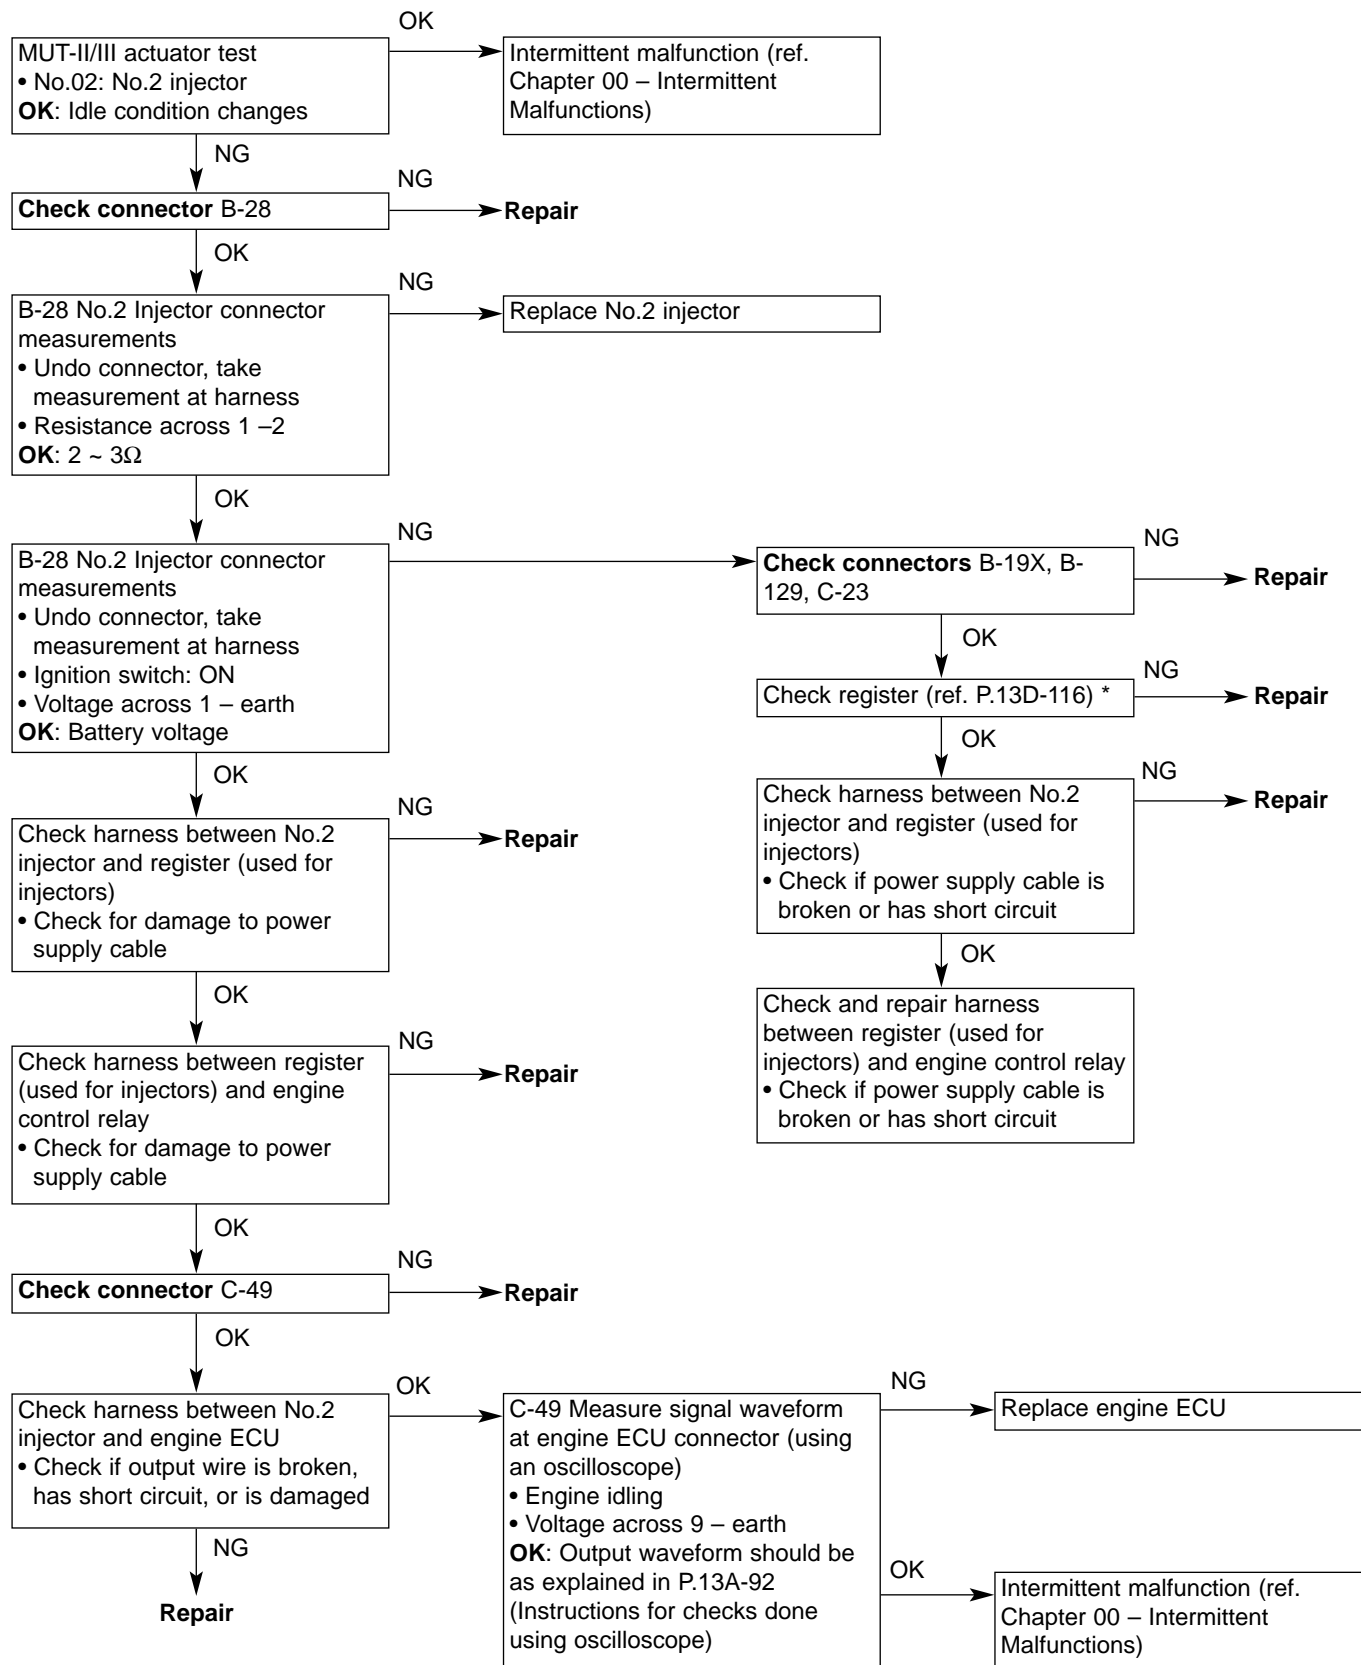 OK
MUT-II/III actuator test
• No.02: No.2 injector
OK: Idle condition changes
Intermittent malfunction (ref.
Chapter 00 – Intermittent
Malfunctions)
NG
Check connector B-28
NG
Repair
OK
B-28 No.2 Injector connector
measurements
• Undo connector, take
measurement at harness
• Resistance across 1 –2
OK: 2 ~ 3Ω
NG
Replace No.2 injector
OK
B-28 No.2 Injector connector
measurements
• Undo connector, take
measurement at harness
• Ignition switch: ON
• Voltage across 1 – earth
OK: Battery voltage
NG
Check connectors B-19X, B-
129, C-23
NG
Repair
OK
Check register (ref. P.13D-116) *
NG
Repair
OK
Check harness between No.2
injector and register (used for
injectors)
• Check if power supply cable is
broken or has short circuit
NG
Repair
OK
Check and repair harness
between register (used for
injectors) and engine control relay
• Check if power supply cable is
broken or has short circuit
OK
Check harness between No.2
injector and register (used for
injectors)
• Check for damage to power
supply cable
NG
Repair
OK
Check harness between register
(used for injectors) and engine
control relay
• Check for damage to power
supply cable
NG
Repair
OK
Check connector C-49
NG
Repair
OK
Check harness between No.2
injector and engine ECU
• Check if output wire is broken,
has short circuit, or is damaged
NG
Repair
OK
C-49 Measure signal waveform
at engine ECU connector (using
an oscilloscope)
• Engine idling
• Voltage across 9 – earth
OK: Output waveform should be
as explained in P.13A-92
(Instructions for checks done
using oscilloscope)
NG
Replace engine ECU
OK
Intermittent malfunction (ref.
Chapter 00 – Intermittent
Malfunctions)